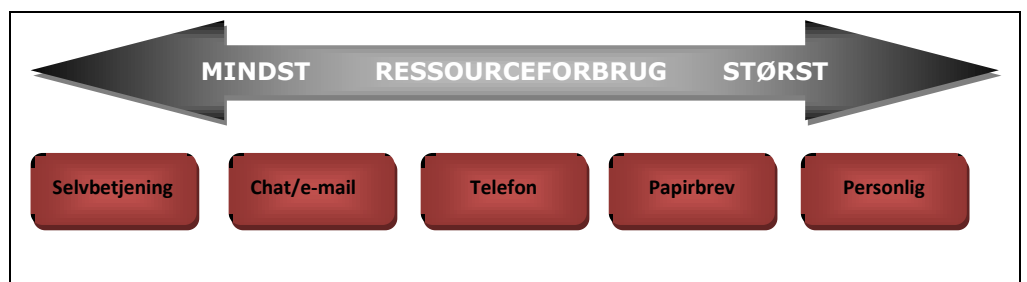 MINDST RESSOURCEFORBRUG STØRST
Selvbetjening Chat/e-mail Telefon Papirbrev Personlig